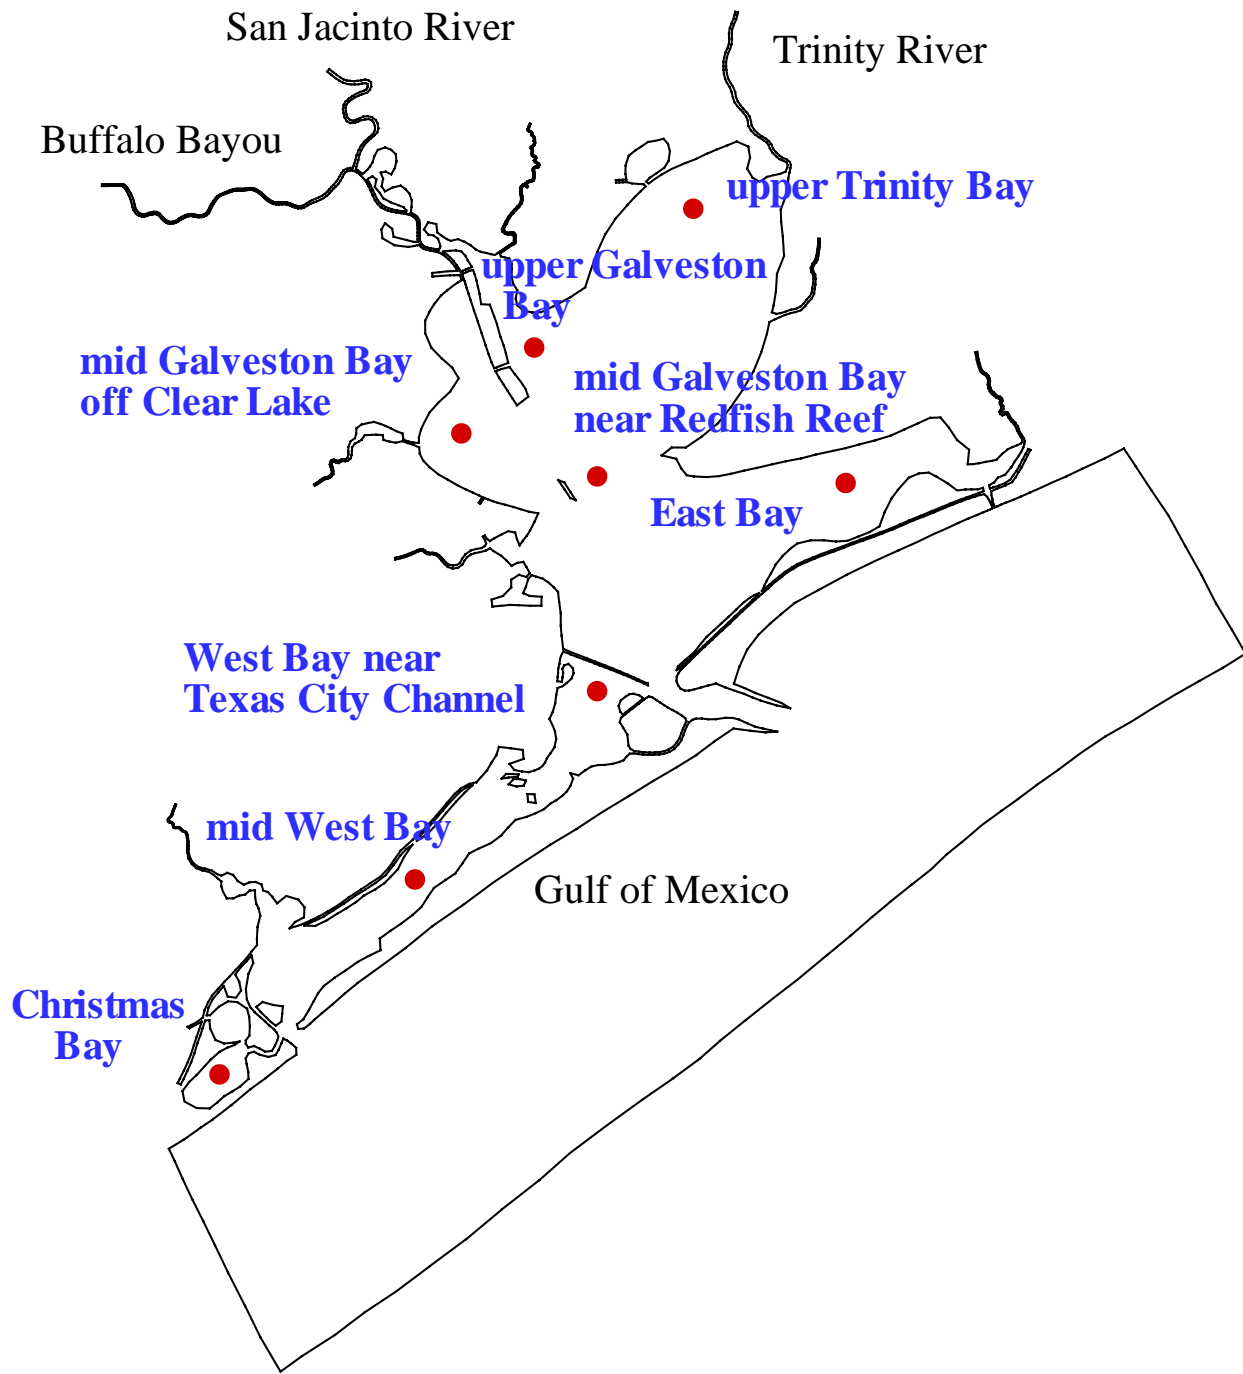 San Jacinto River
Trinity River
Buffalo Bayou
upper Trinity Bay
upper Galveston
Bay
mid Galveston Bay
off Clear Lake
mid Galveston Bay
near Redfish Reef
East Bay
West Bay near
Texas City Channel
mid West Bay
Gulf of Mexico
Christmas
Bay